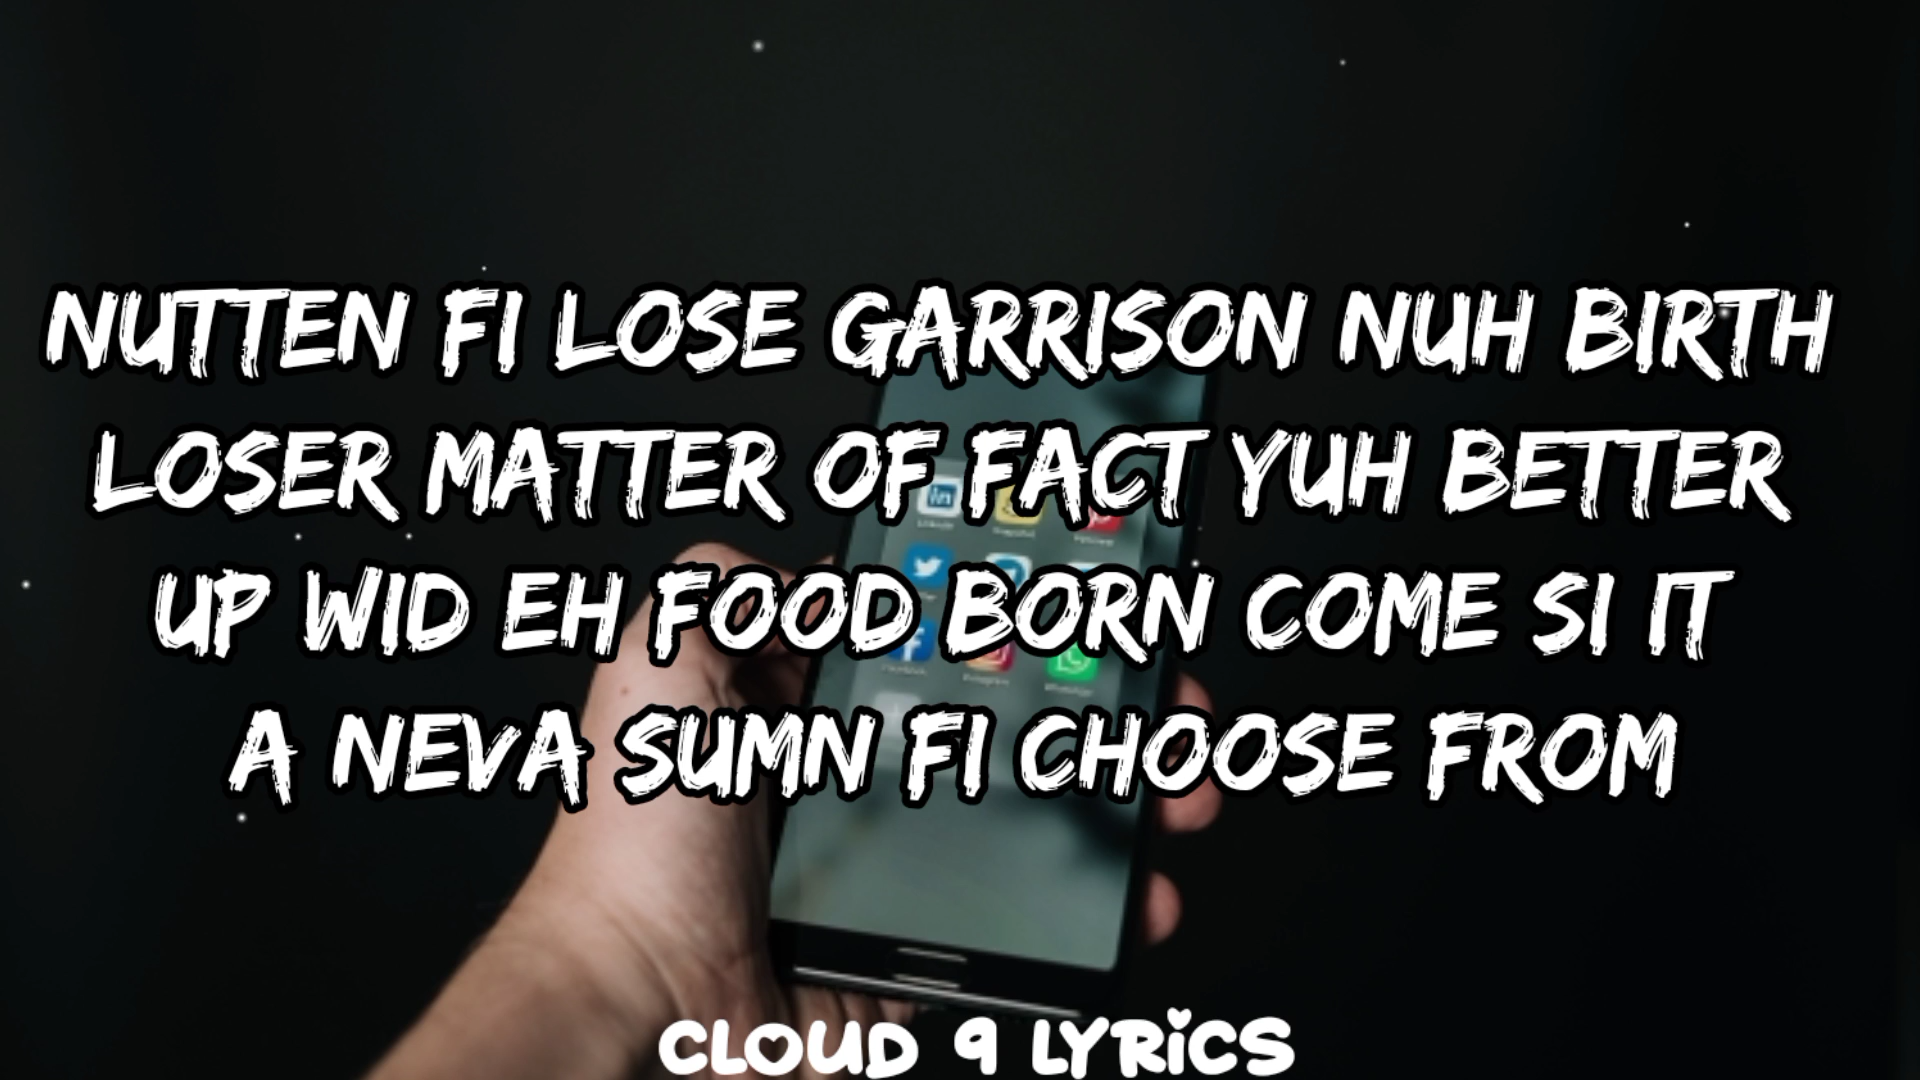 NUTTEN FI LOSE GARRISON NUH BIRTH
LOSER MATTER OF FACT YUH BETTER
UP WID EH FOOD BORN COME SI IT
A NEVA SUMN FI CHOOSE FROM
CLOUD 9 LYRICS